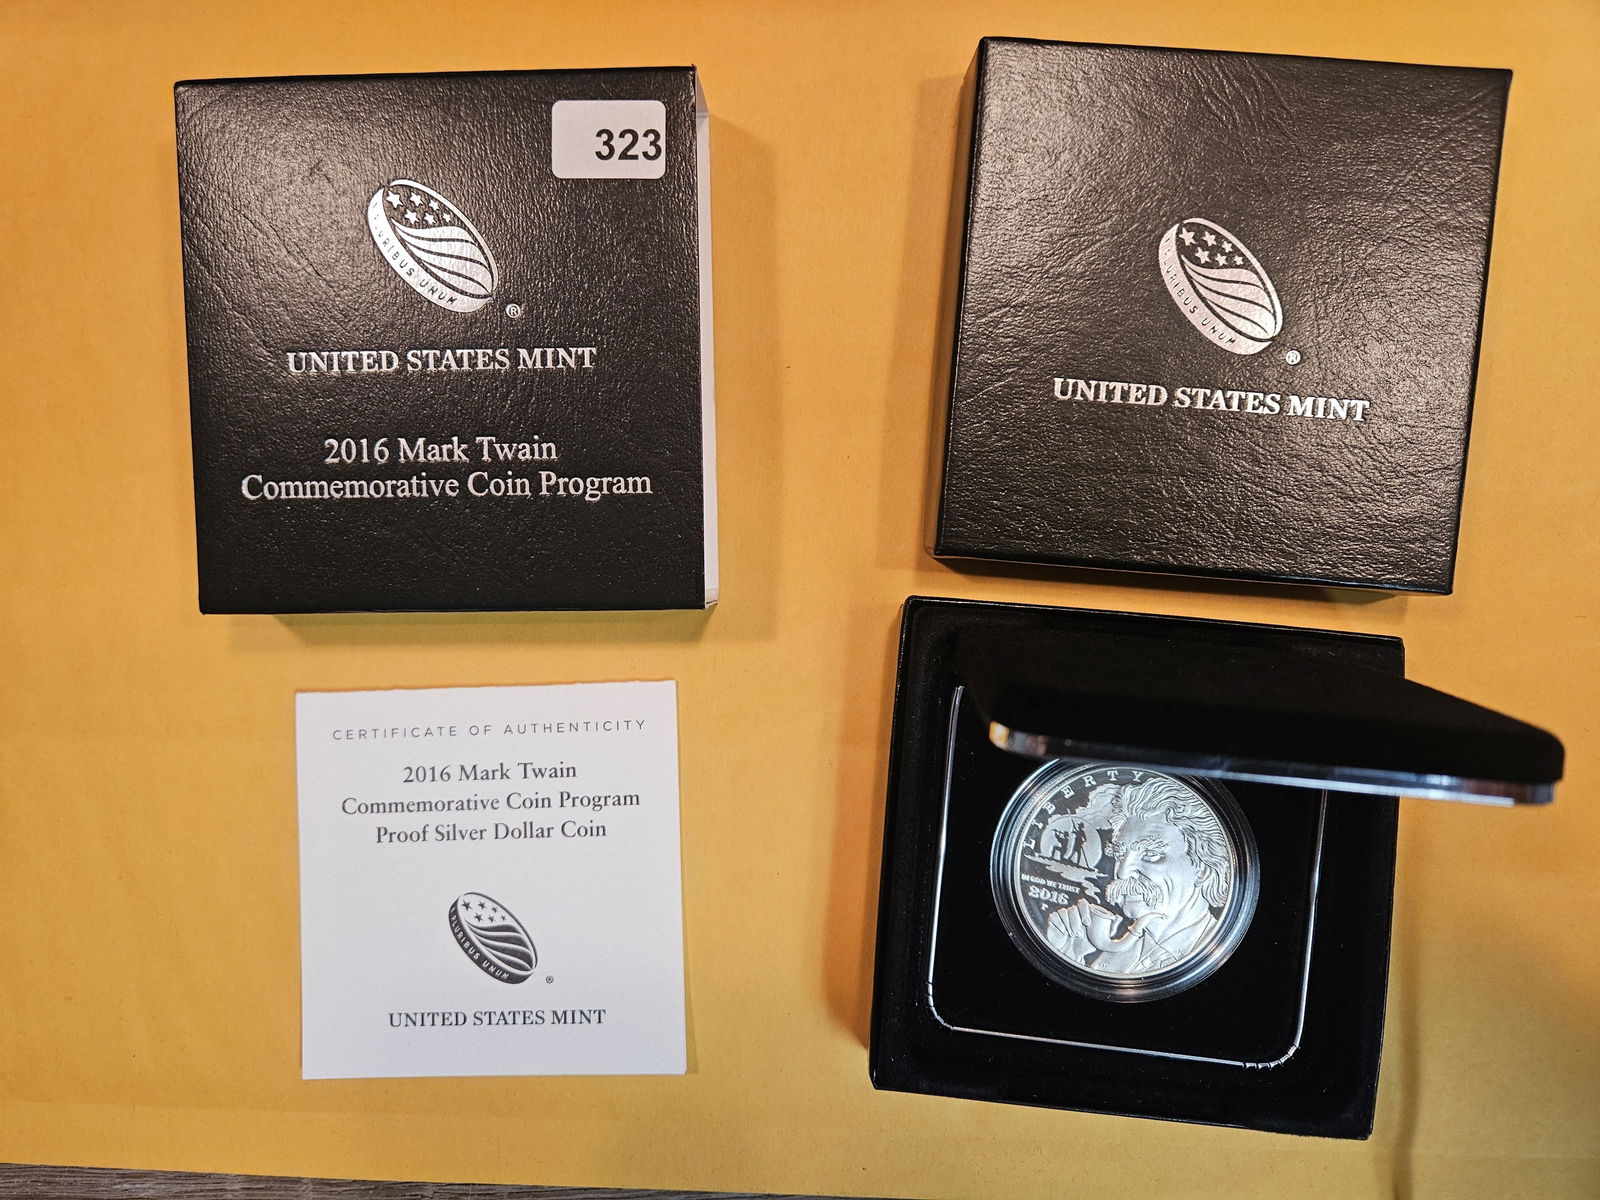 323
PLURIBUS UNUM
®
UNITED STATES MINT
2016 Mark Twain
Commemorative Coin Program
PLURIBUS UNUM
®
UNITED STATES MINT
CERTIFICATE OF AUTHENTICITY
2016 Mark Twain
Commemorative Coin Program
Proof Silver Dollar Coin
PLURIBUS UNUM
®
UNITED STATES MINT
LIBERTY
IN GOD WE TRUST
2016
P